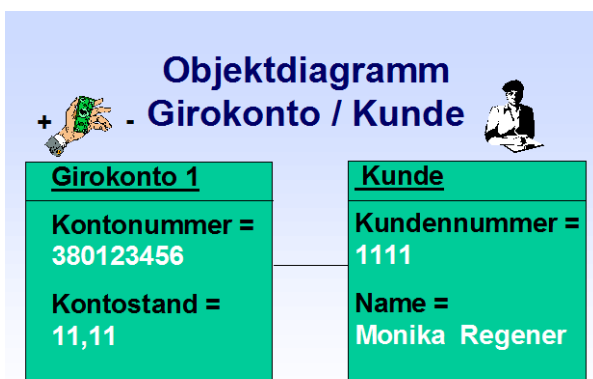 Objektdiagramm
+ - Girokonto / Kunde
Girokonto 1
Kontonummer =
380123456
Kontostand =
11,11
Kunde
Kundennummer =
1111
Name =
Monika Regener